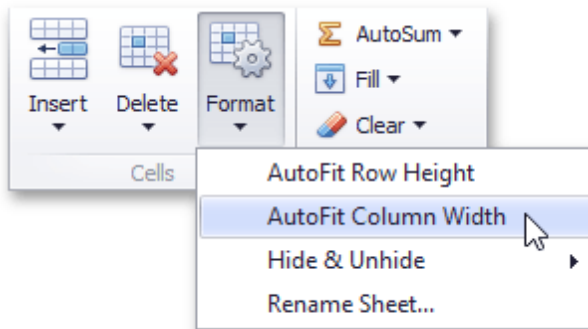 Insert Delete Format
AutoSum
Fill
Clear
Cells
AutoFit Row Height
AutoFit Column Width
Hide & Unhide
Rename Sheet...